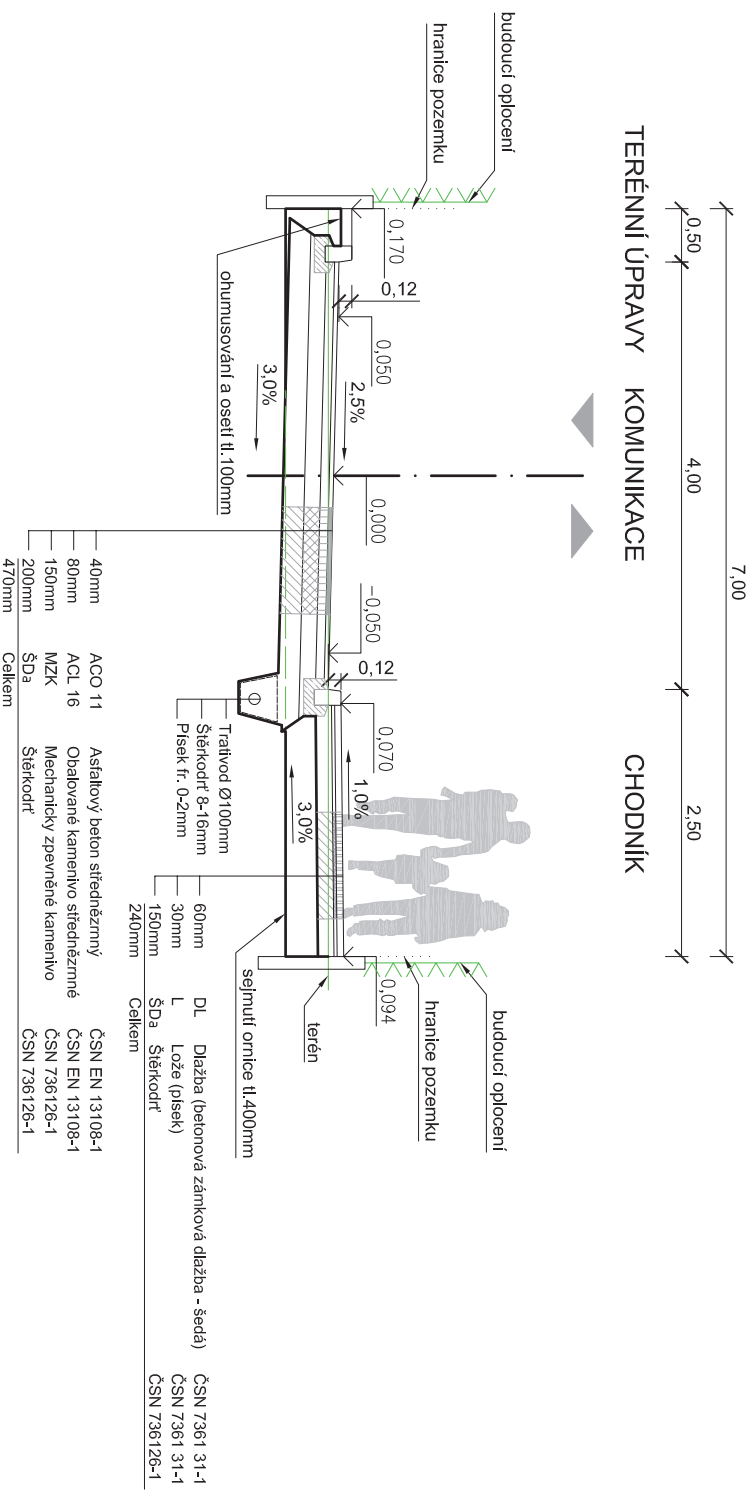 7,00
0,50
4,00
2,50
TERÉNNÍ ÚPRAVY
KOMUNIKACE
CHODNÍK
budoucí oplocení
hranice pozemku
budoucí oplocení
hranice pozemku
0,170
0,12
0,050
2,5%
0,000
-0,050
0,12
0,070
1,0%
0,094
3,0%
3,0%
ohumusování a osetí tl.100mm
terén
sejmutí ornice tl.400mm
Trativod Ø100mm
Štěrkodrť 8-16mm
Písek fr. 0-2mm
60mm DL Dlažba (betonová zámková dlažba - šedá) ČSN 7361 31-1
30mm L Lože (písek) ČSN 7361 31-1
150mm ŠDa Štěrkodrť ČSN 736126-1
240mm Celkem
40mm ACO 11 Asfaltový beton střednězrnný ČSN EN 13108-1
80mm ACL 16 Obalované kamenivo střednězrnné ČSN EN 13108-1
150mm MZK Mechanicky zpevněné kamenivo ČSN 736126-1
200mm ŠDa Štěrkodrť ČSN 736126-1
470mm Celkem